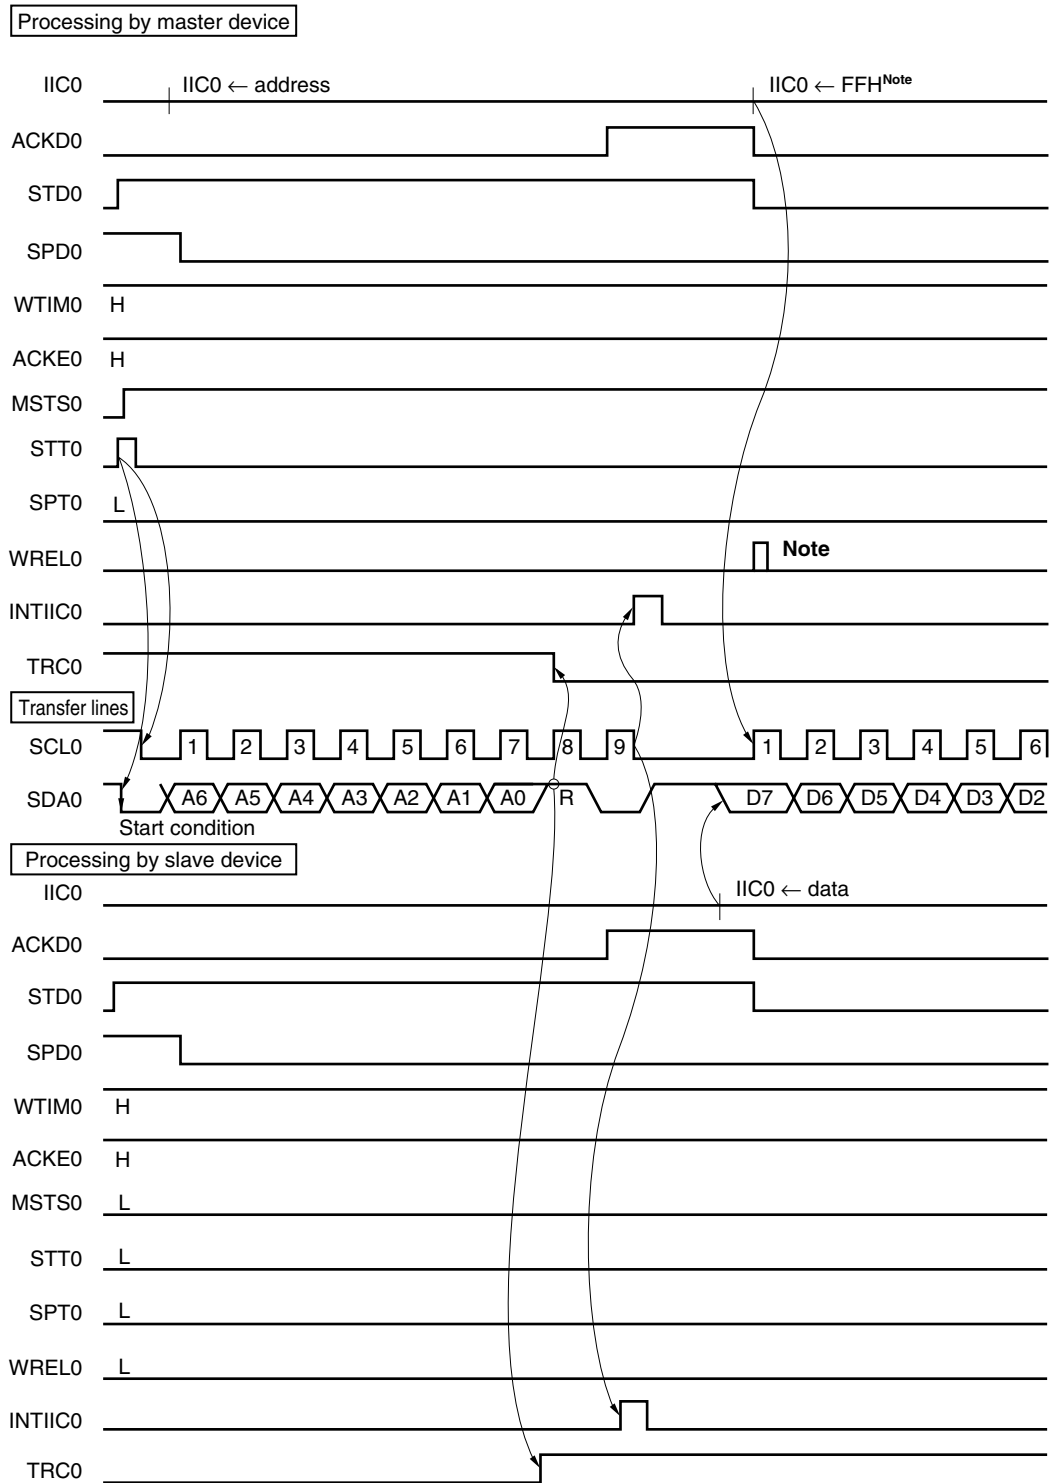 Processing by master device
IIC0 IIC0 ← address IIC0 ← FFH Note
ACKD0
STD0
SPD0
WTIM0 H
ACKE0 H
MSTS0
STT0
SPT0 L
WREL0 Note
INTIIC0
TRC0
Transfer lines
SCL0 1 2 3 4 5 6 7 8 9 1 2 3 4 5 6
SDA0 A6 A5 A4 A3 A2 A1 A0 R D7 D6 D5 D4 D3 D2
Start condition
Processing by slave device
IIC0 IIC0 ← data
ACKD0
STD0
SPD0
WTIM0 H
ACKE0 H
MSTS0 L
STT0 L
SPT0 L
WREL0 L
INTIIC0
TRC0